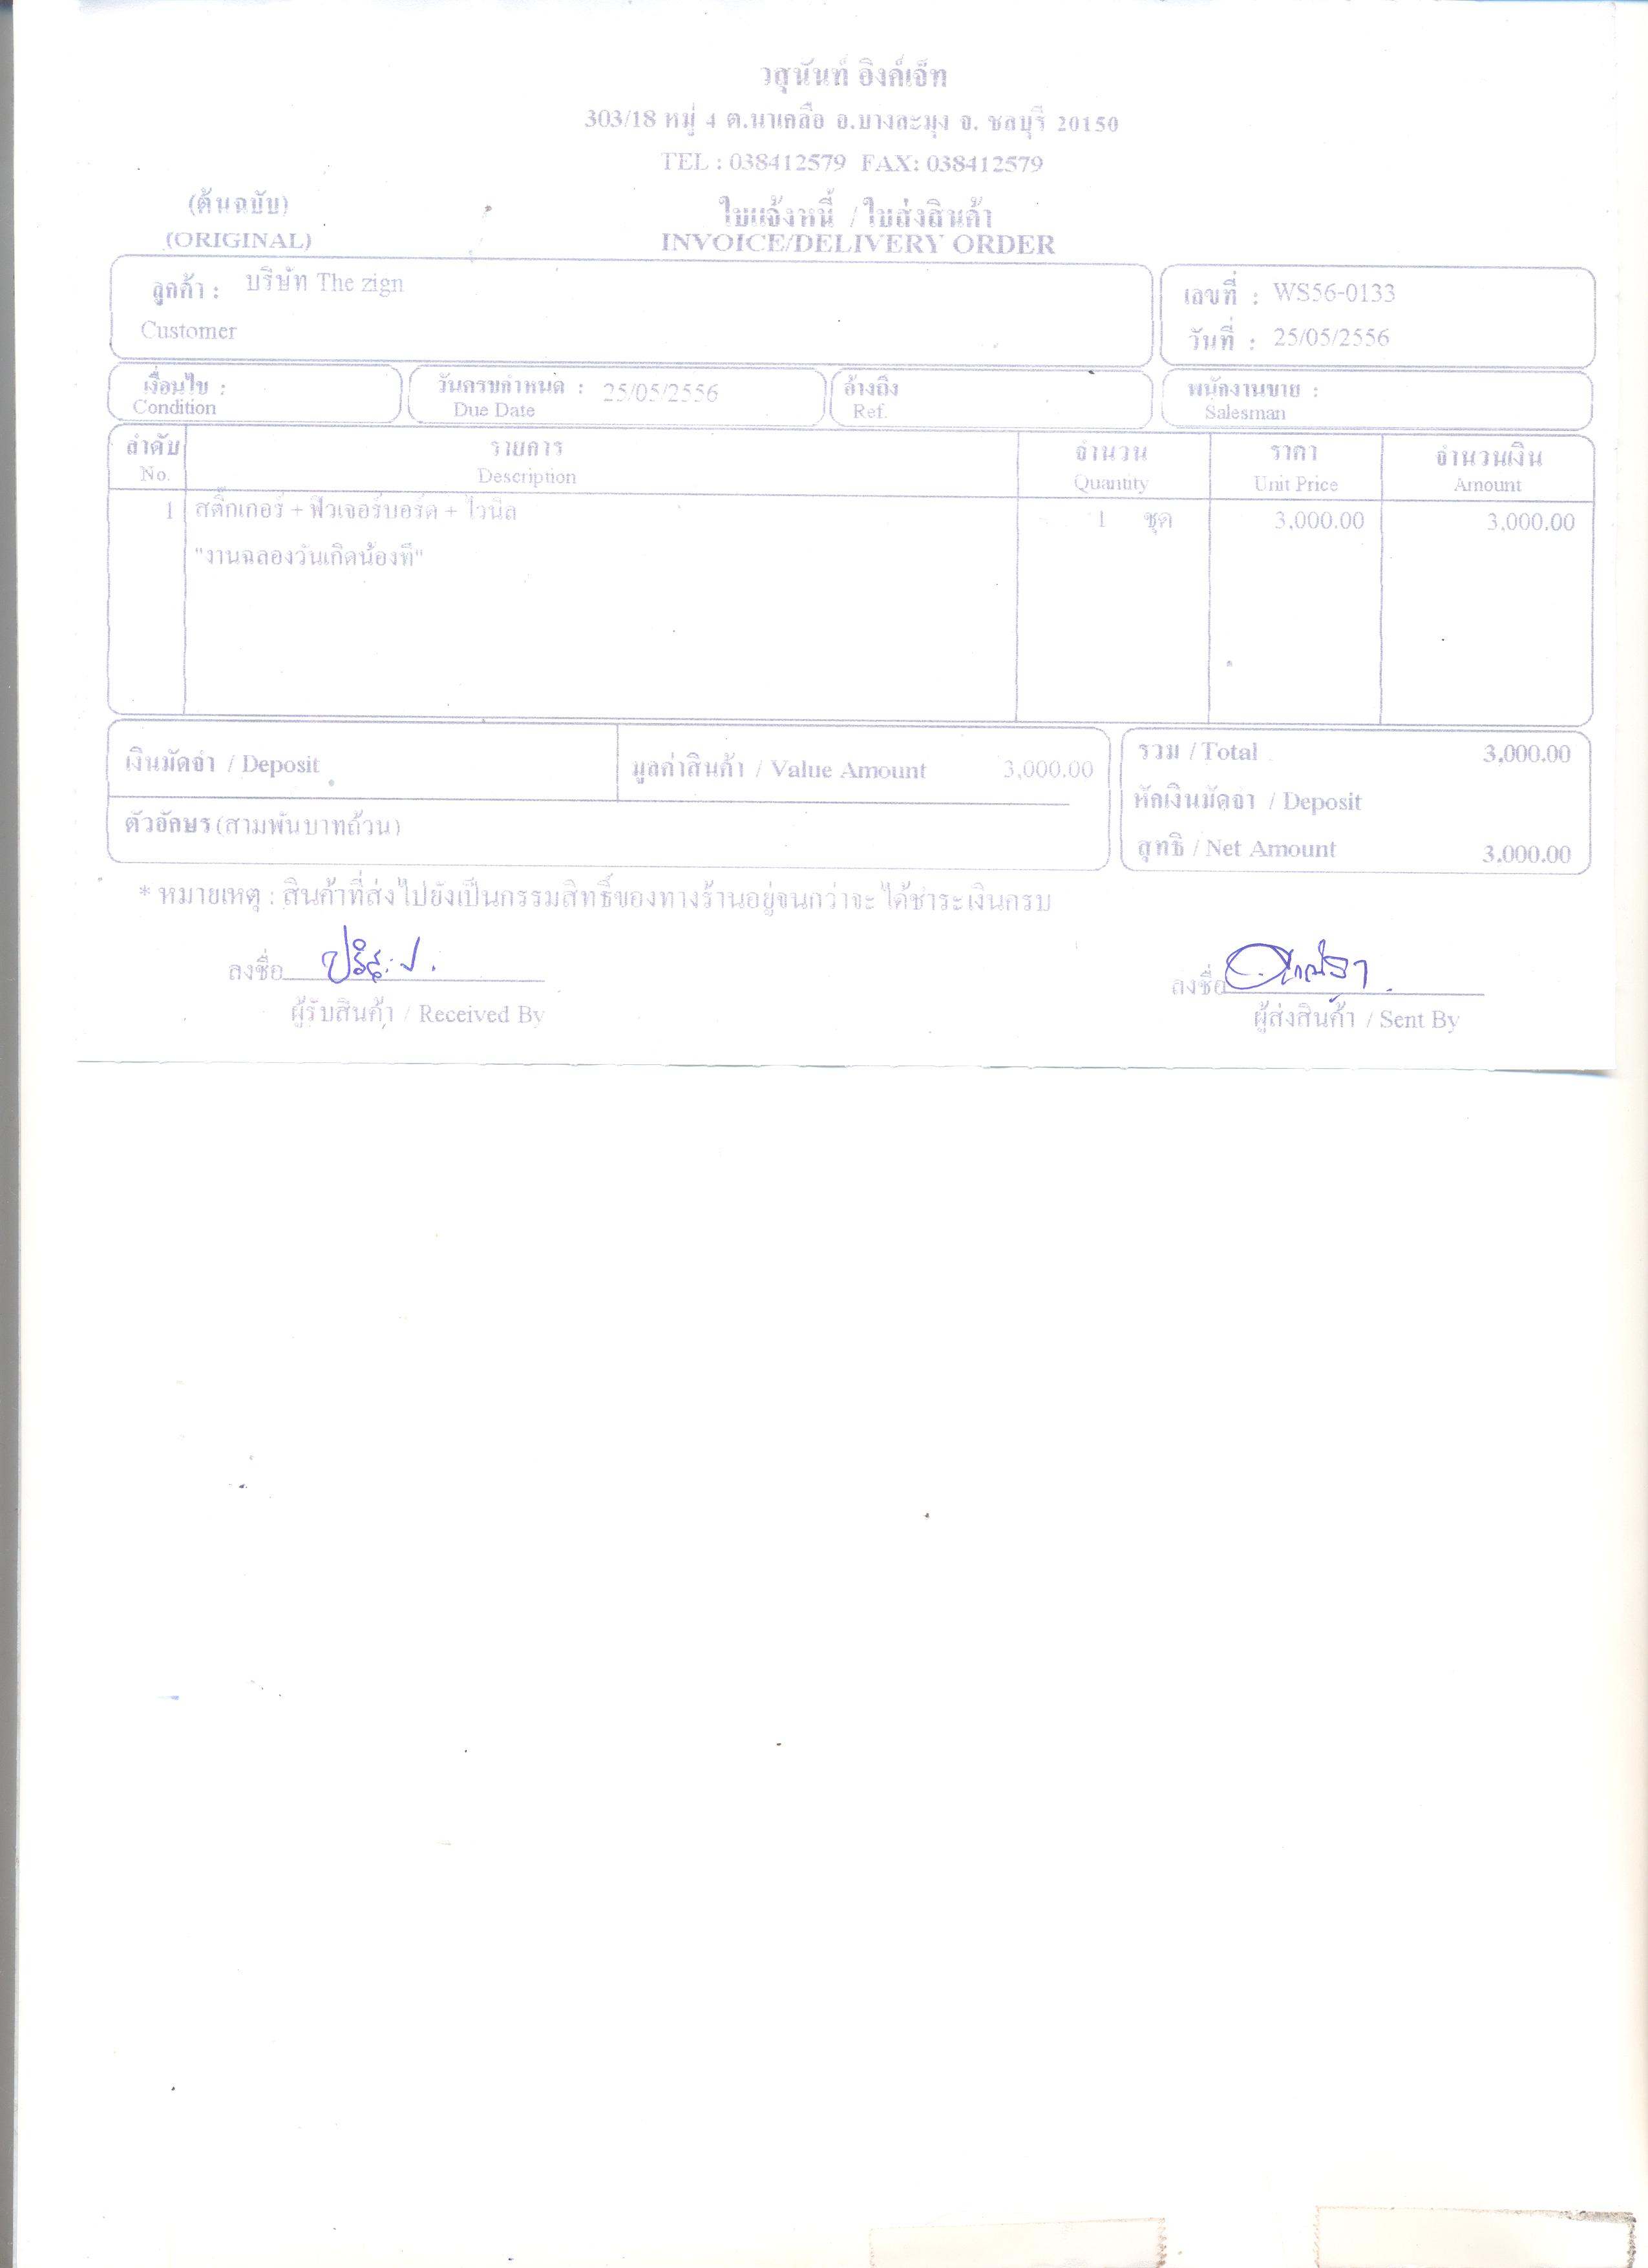 วสุนันท์ อิงค์เจ็ท
303/18 หมู่ 4 ต.นาเกลือ อ.บางละมุง จ. ชลบุรี 20150
TEL : 038412579 FAX: 038412579
(ต้นฉบับ)
(ORIGINAL)
ใบแจ้งหนี้ / ใบส่งสินค้า
INVOICE/DELIVERY ORDER
ลูกค้า : บริษัท The zign
Customer
เลขที่ : WS56-0133
วันที่ : 25/05/2556
เงื่อนไข :
Condition
วันครบกำหนด : 25/05/2556
Due Date
อ้างถึง
Ref.
พนักงานขาย :
Salesman
ลำดับ รายการ จำนวน ราคา จำนวนเงิน
No. Description Quantity Unit Price Amount
1 สติ๊กเกอร์ + ฟิวเจอร์บอร์ด + ไวนิล 1 ชุด 3,000.00 3,000.00
"งานฉลองวันเกิดน้องที"
เงินมัดจำ / Deposit มูลค่าสินค้า / Value Amount 3,000.00
ตัวอักษร (สามพันบาทถ้วน)
รวม / Total 3,000.00
หักเงินมัดจำ / Deposit
สุทธิ / Net Amount 3,000.00
* หมายเหตุ : สินค้าที่ส่งไปยังเป็นกรรมสิทธิ์ของทางร้านอยู่จนกว่าจะได้ชำระเงินครบ
ลงชื่อ
ผู้รับสินค้า / Received By
ลงชื่อ
ผู้ส่งสินค้า / Sent By